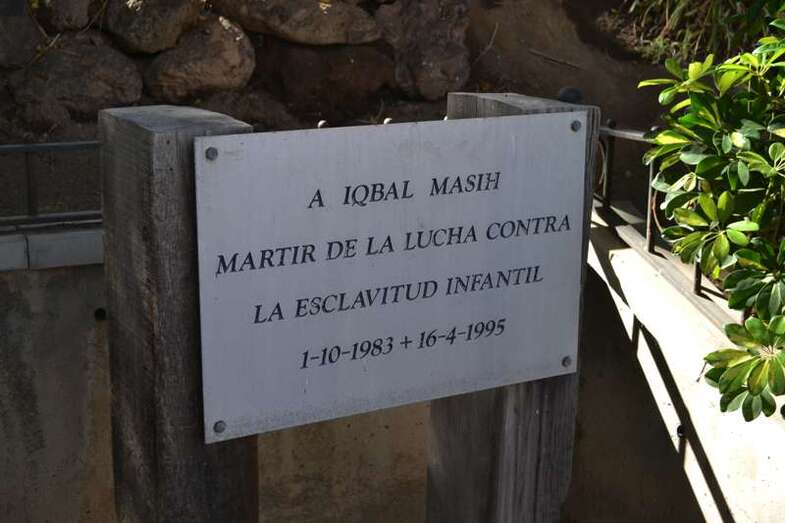 A IQBAL MASIH
MARTIR DE LA LUCHA CONTRA
LA ESCLAVITUD INFANTIL
1-10-1983 + 16-4-1995